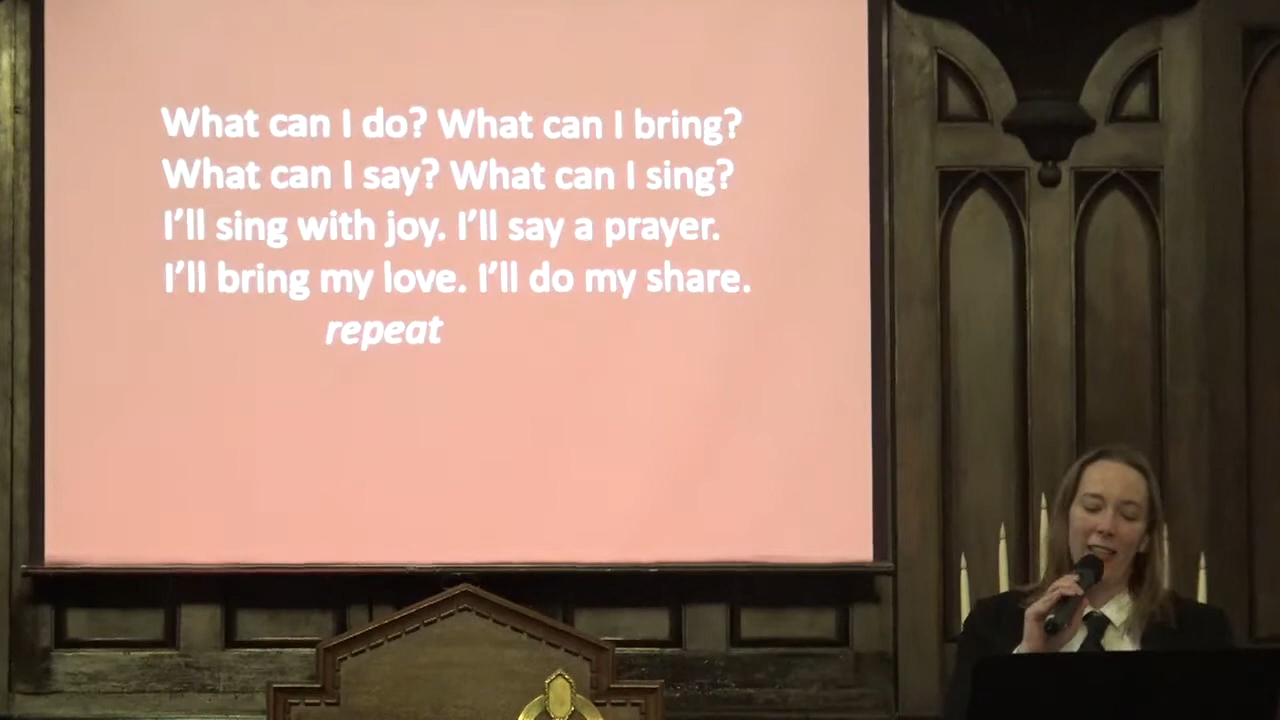 What can I do? What can I bring?
What can I say? What can I sing?
I'll sing with joy. I'll say a prayer.
I'll bring my love. I'll do my share.
repeat